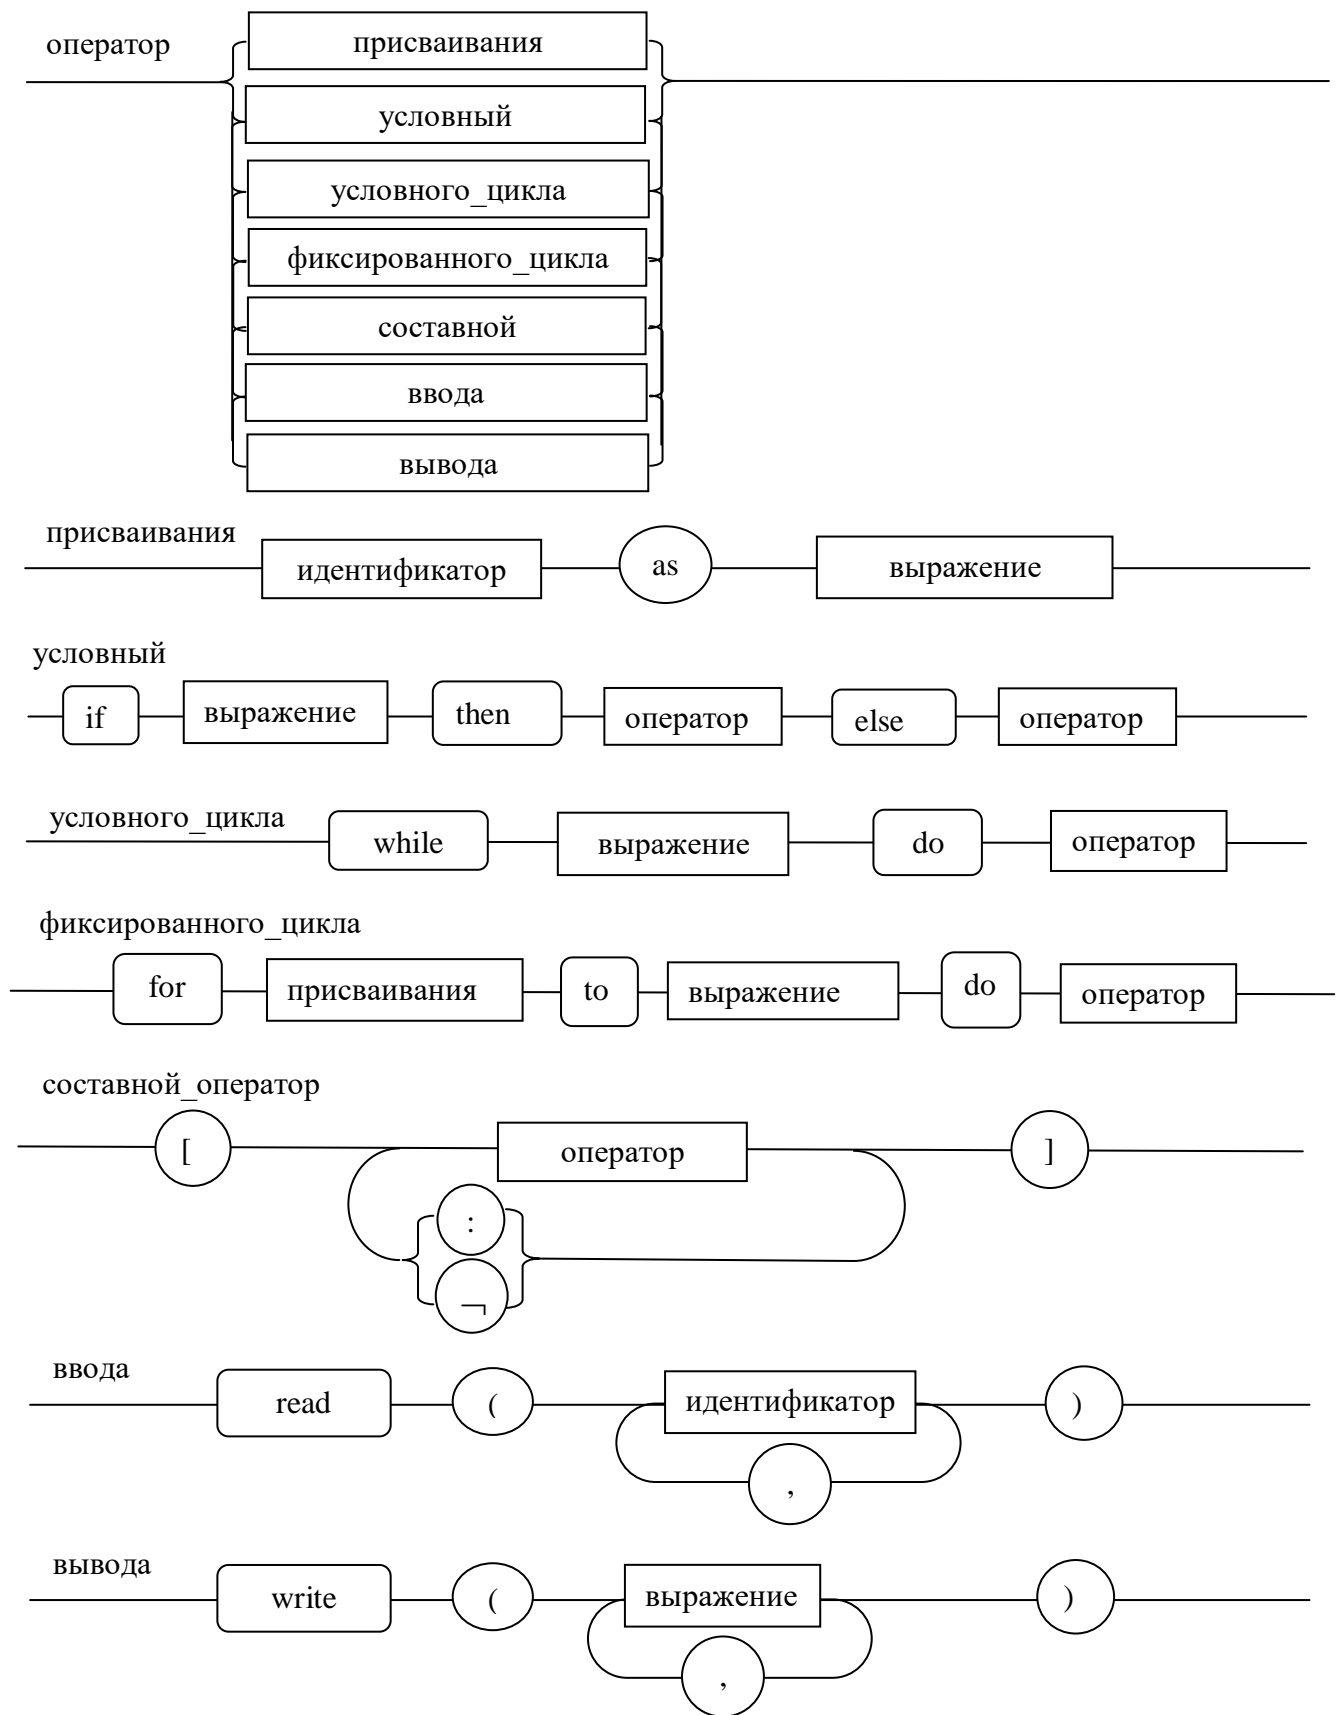 оператор
присваивания
условный
условного_цикла
фиксированного_цикла
составной
ввода
вывода
присваивания
идентификатор as выражение
условный
if выражение then оператор else оператор
условного_цикла
while выражение do оператор
фиксированного_цикла
for присваивания to выражение do оператор
составной_оператор
[ оператор ]
:
¬
ввода
read ( идентификатор )
,
вывода
write ( выражение )
,